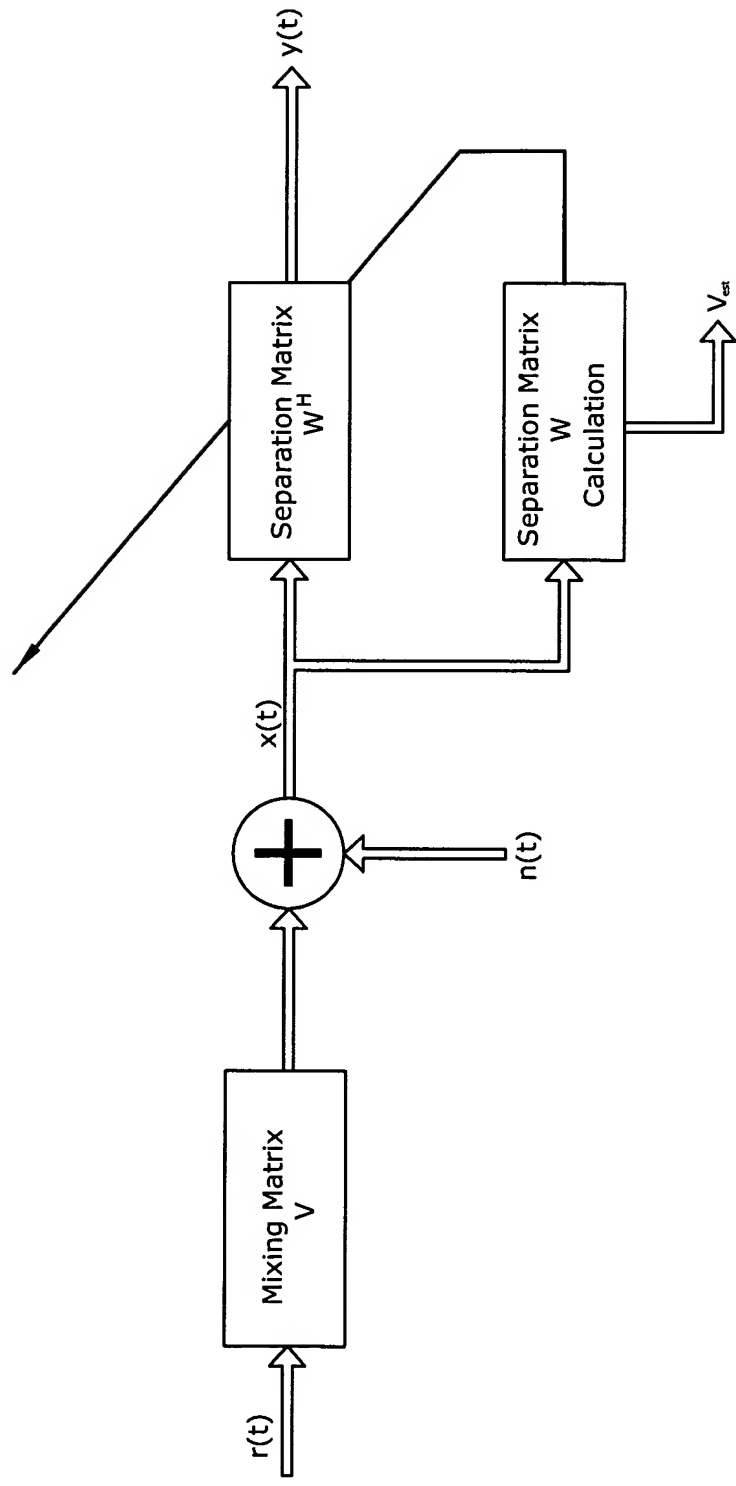 r(t)
Mixing Matrix
V
n(t)
x(t)
Separation Matrix
W^H
y(t)
Separation Matrix
W
Calculation
V_est